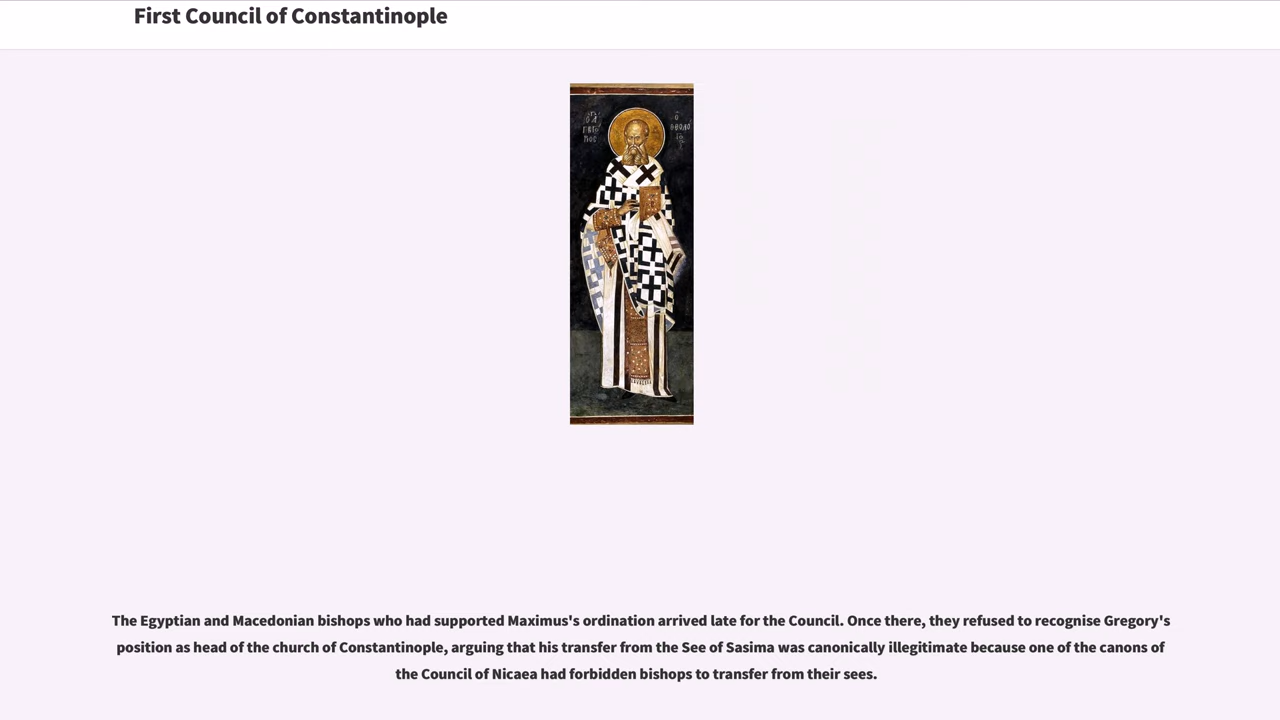 First Council of Constantinople
The Egyptian and Macedonian bishops who had supported Maximus's ordination arrived late for the Council. Once there, they refused to recognise Gregory's
position as head of the church of Constantinople, arguing that his transfer from the See of Sasima was canonically illegitimate because one of the canons of
the Council of Nicaea had forbidden bishops to transfer from their sees.